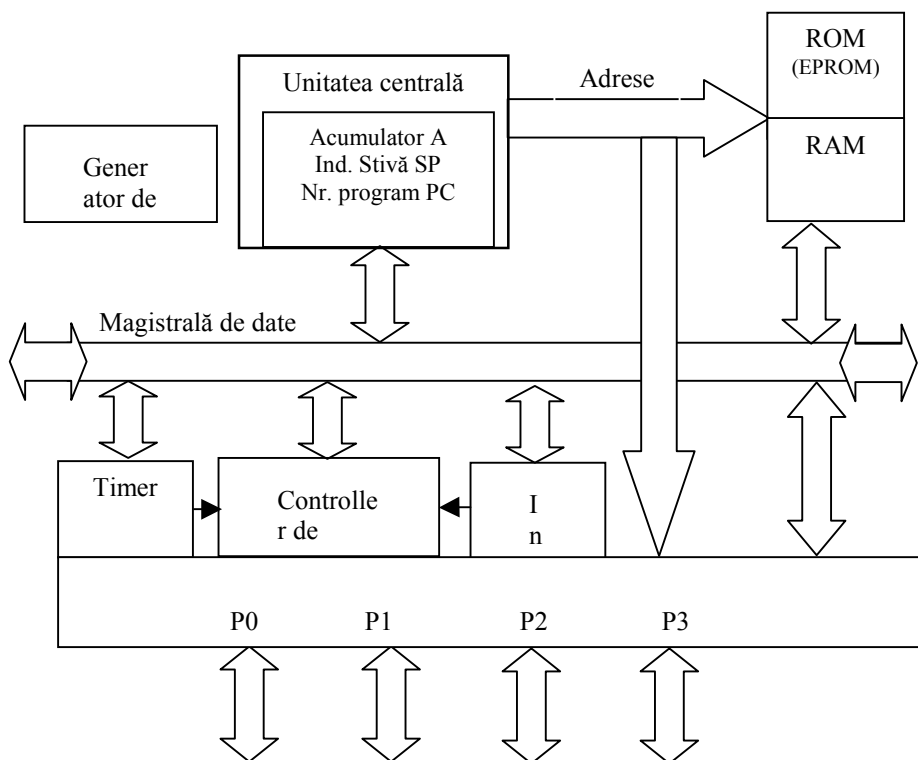 ROM
(EPROM)
RAM
Unitatea centrală
Acumulator A
Ind. Stivă SP
Nr. program PC
Adrese
Gener
ator de
Magistrală de date
Timer
Controlle
r de
I
n
P0 P1 P2 P3